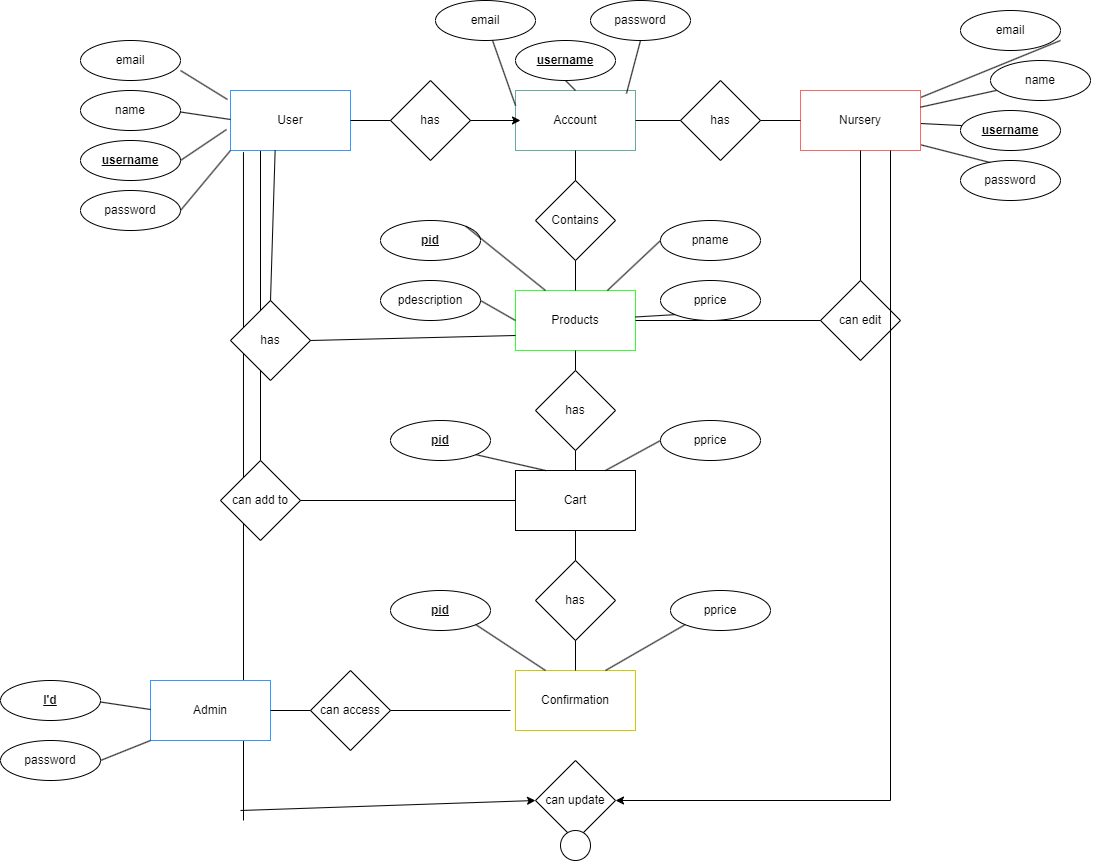 email
password
username
email
name
username
password
User
has
Account
has
Nursery
email
name
username
password
Contains
pid
pname
pdescription
Products
pprice
can edit
has
has
pid
pprice
can add to
Cart
has
pid
pprice
I'd
Admin
can access
Confirmation
password
can update